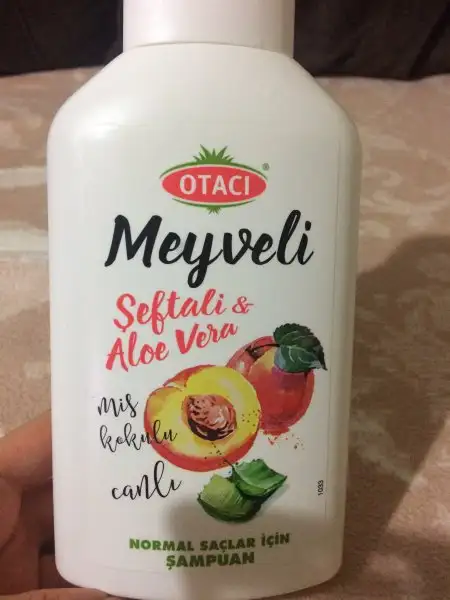 OTACI
®
Meyveli
Şeftali &
Aloe Vera
mis
kokulu
canlı
1033
NORMAL SAÇLAR İÇİN
ŞAMPUAN